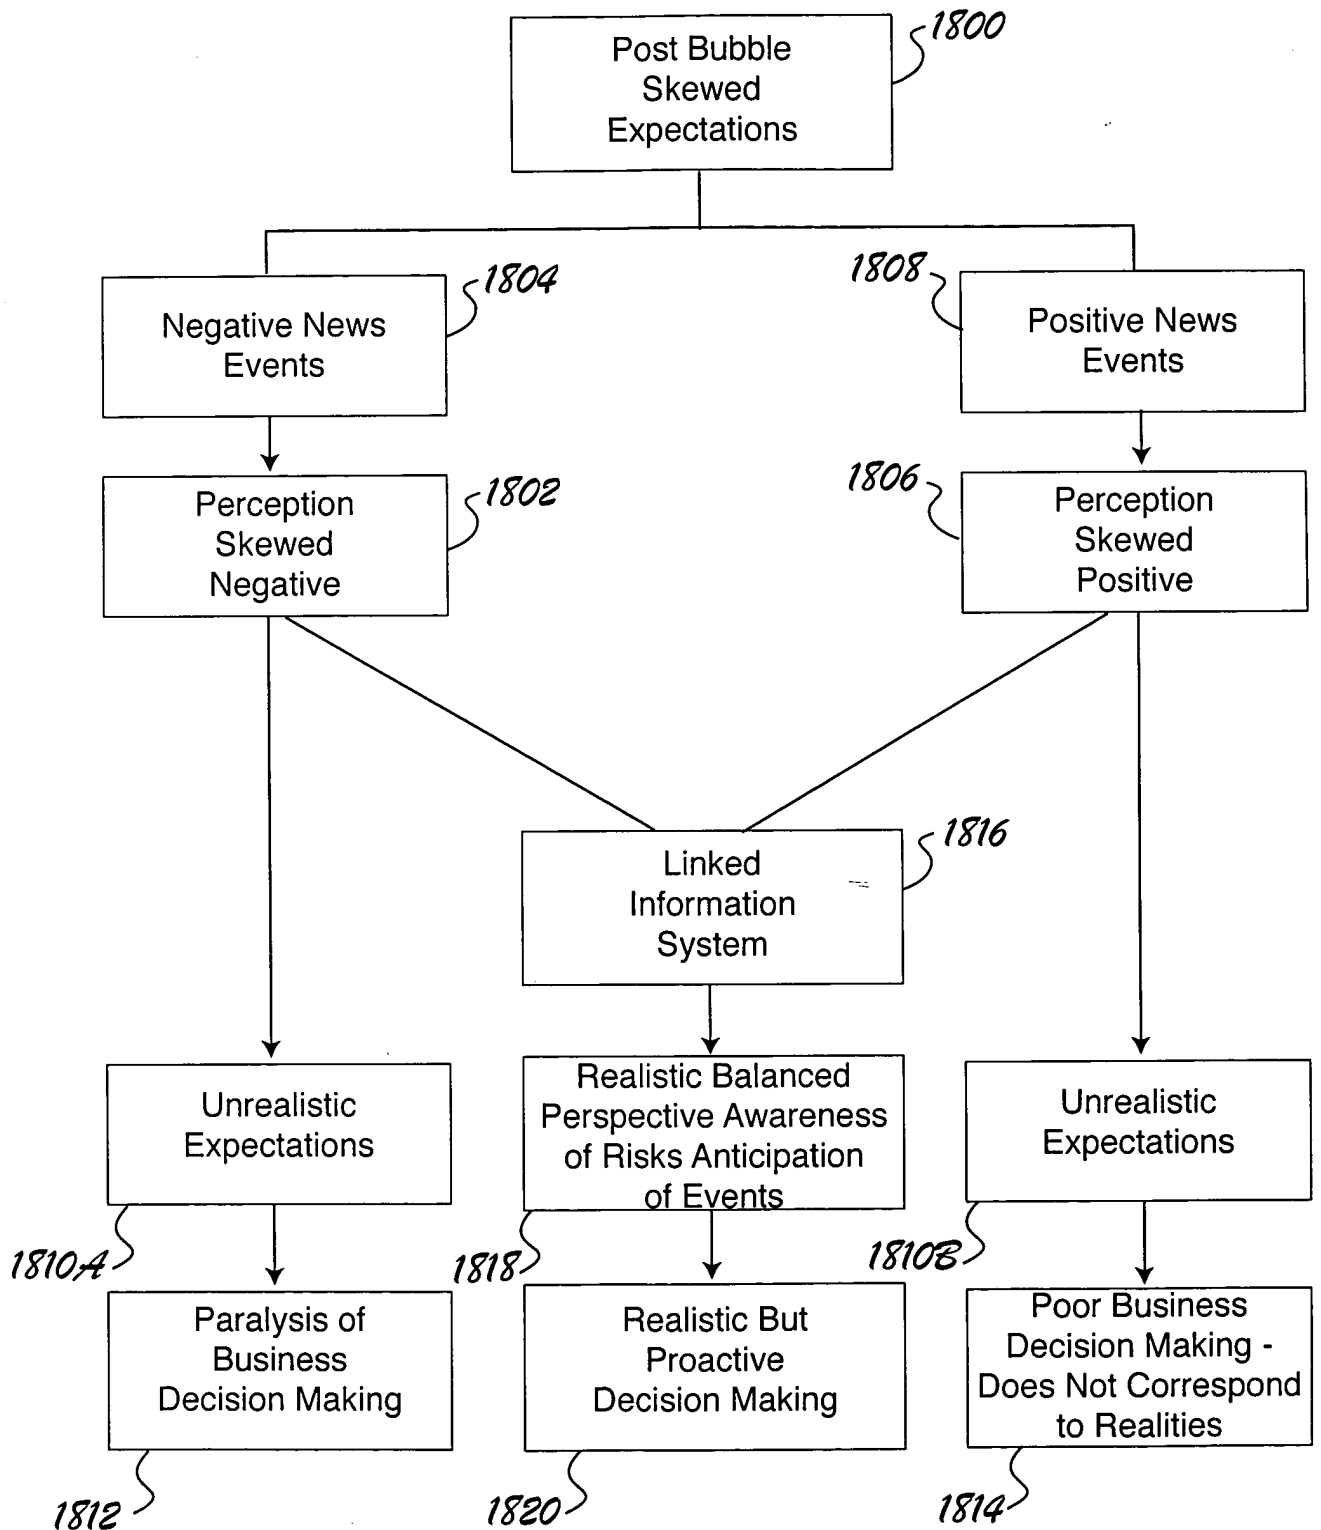 1800
Post Bubble
Skewed
Expectations
1804
Negative News
Events
1808
Positive News
Events
1802
Perception
Skewed
Negative
1806
Perception
Skewed
Positive
1816
Linked
Information
System
Unrealistic
Expectations
1810A
Realistic Balanced
Perspective Awareness
of Risks Anticipation
of Events
1818
Unrealistic
Expectations
1810B
Paralysis of
Business
Decision Making
1812
Realistic But
Proactive
Decision Making
1820
Poor Business
Decision Making -
Does Not Correspond
to Realities
1814